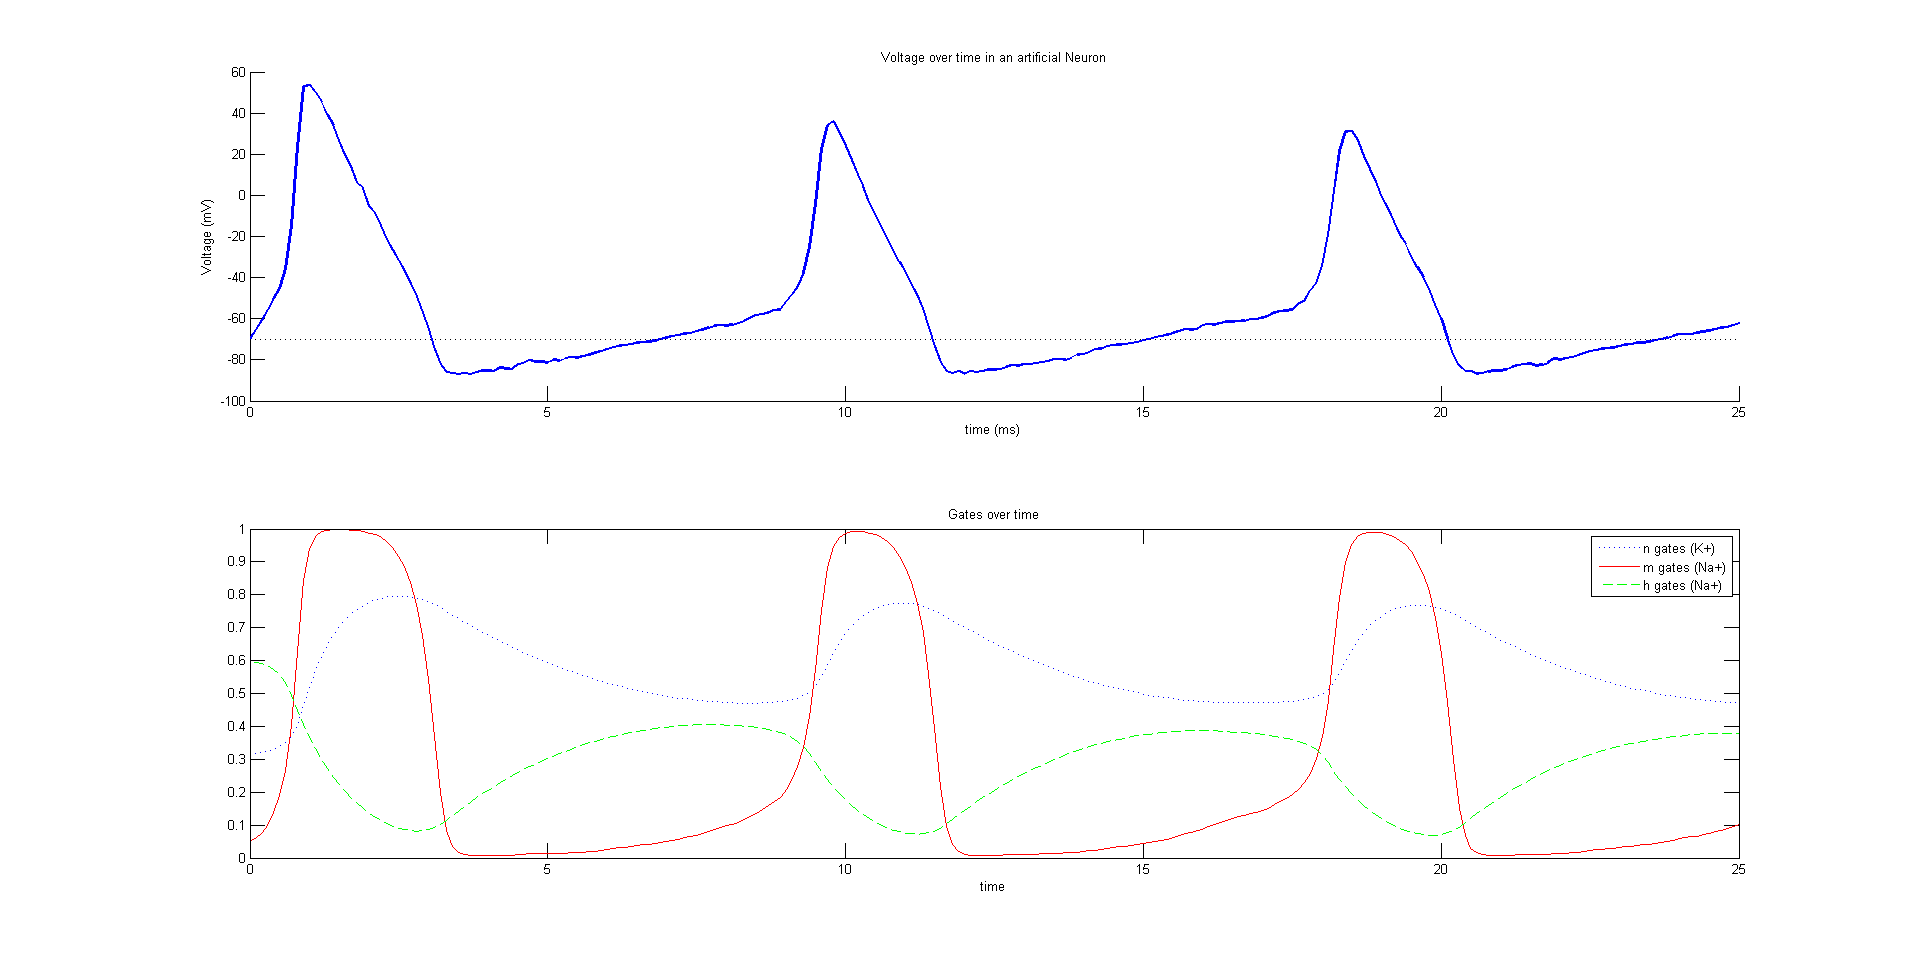 Voltage over time in an artificial Neuron
60
40
20
0
-20
-40
-60
-80
-100
Voltage (mV)
0 5 10 15 20 25
time (ms)
Gates over time
1
0.9
0.8
0.7
0.6
0.5
0.4
0.3
0.2
0.1
0
n gates (K+)
m gates (Na+)
h gates (Na+)
0 5 10 15 20 25
time